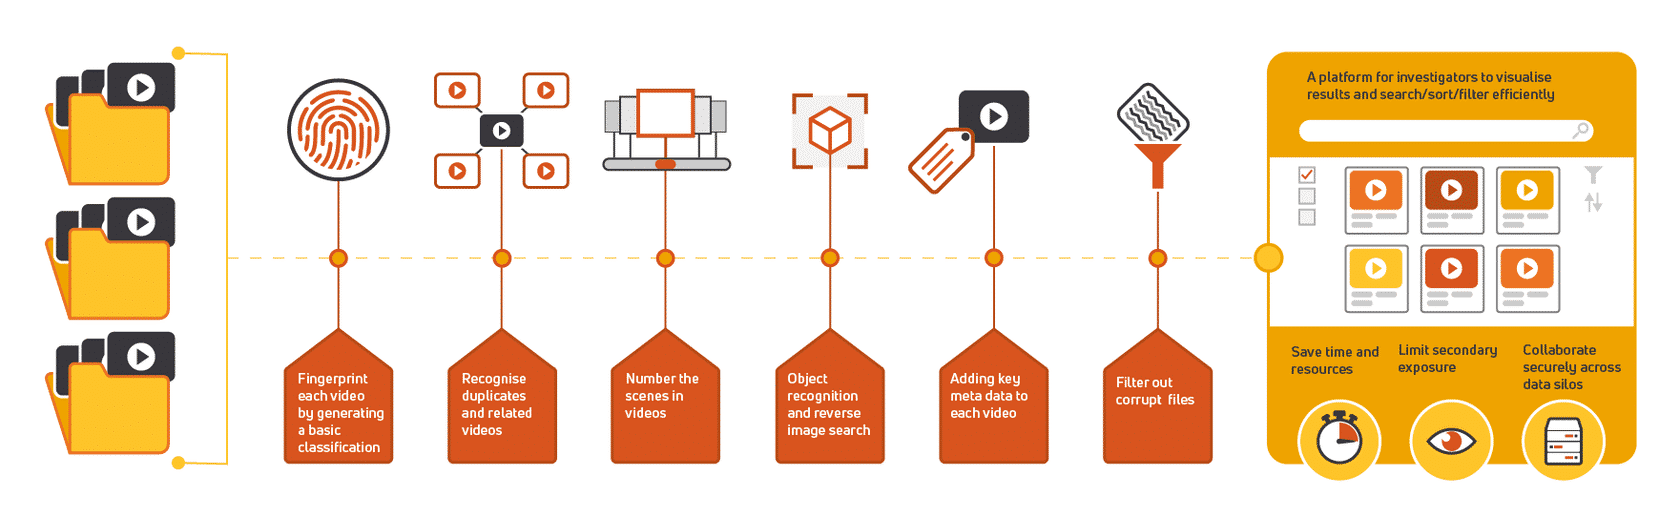 A platform for investigators to visualise
results and search/sort/filter efficiently
Fingerprint
each video
by generating
a basic
classification
Recognise
duplicates
and related
videos
Number the
scenes in
videos
Object
recognition
and reverse
image search
Adding key
meta data to
each video
Filter out
corrupt files
Save time and
resources
Limit secondary
exposure
Collaborate
securely across
data silos